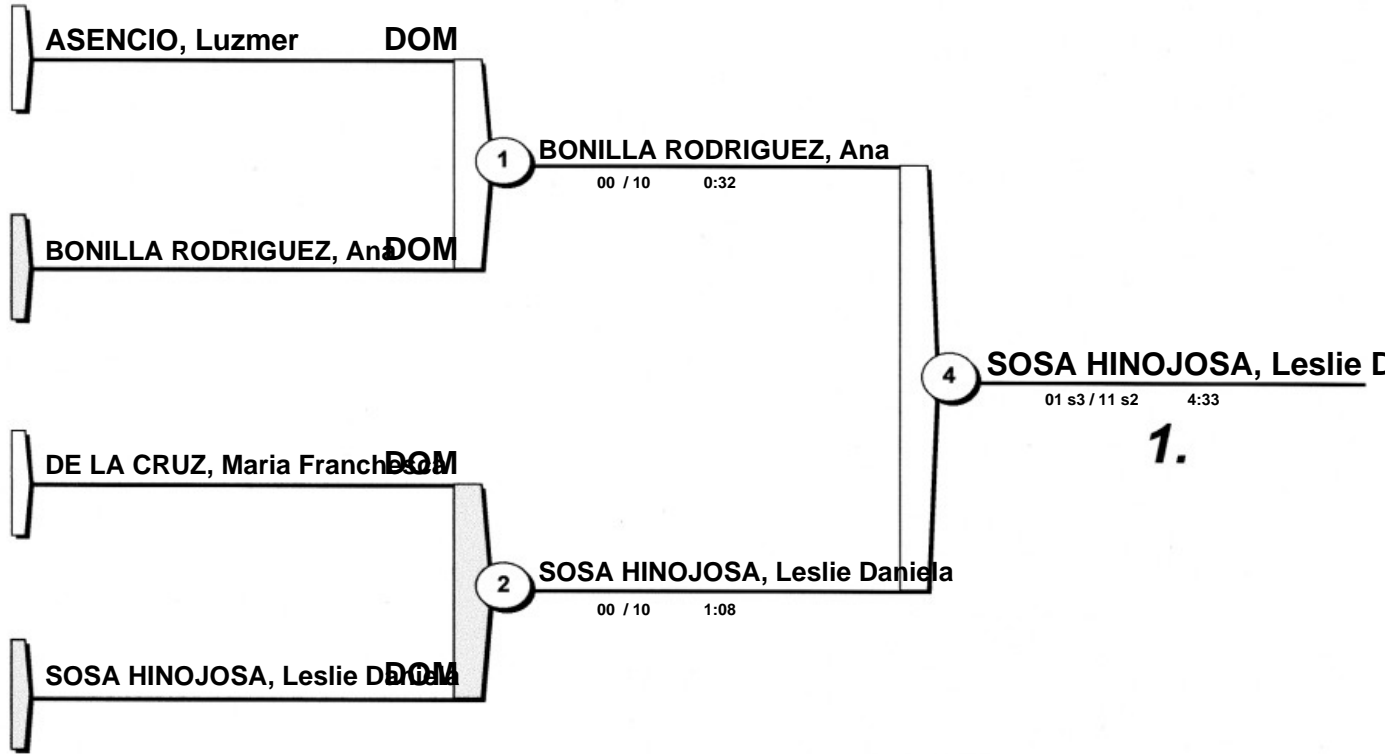 ASENCIO, Luzmer DOM
1
BONILLA RODRIGUEZ, Ana
00 / 10 0:32
BONILLA RODRIGUEZ, Ana DOM
4
SOSA HINOJOSA, Leslie D
01 s3 / 11 s2 4:33
1.
DE LA CRUZ, Maria Franchesca DOM
2
SOSA HINOJOSA, Leslie Daniela
00 / 10 1:08
SOSA HINOJOSA, Leslie Daniela DOM